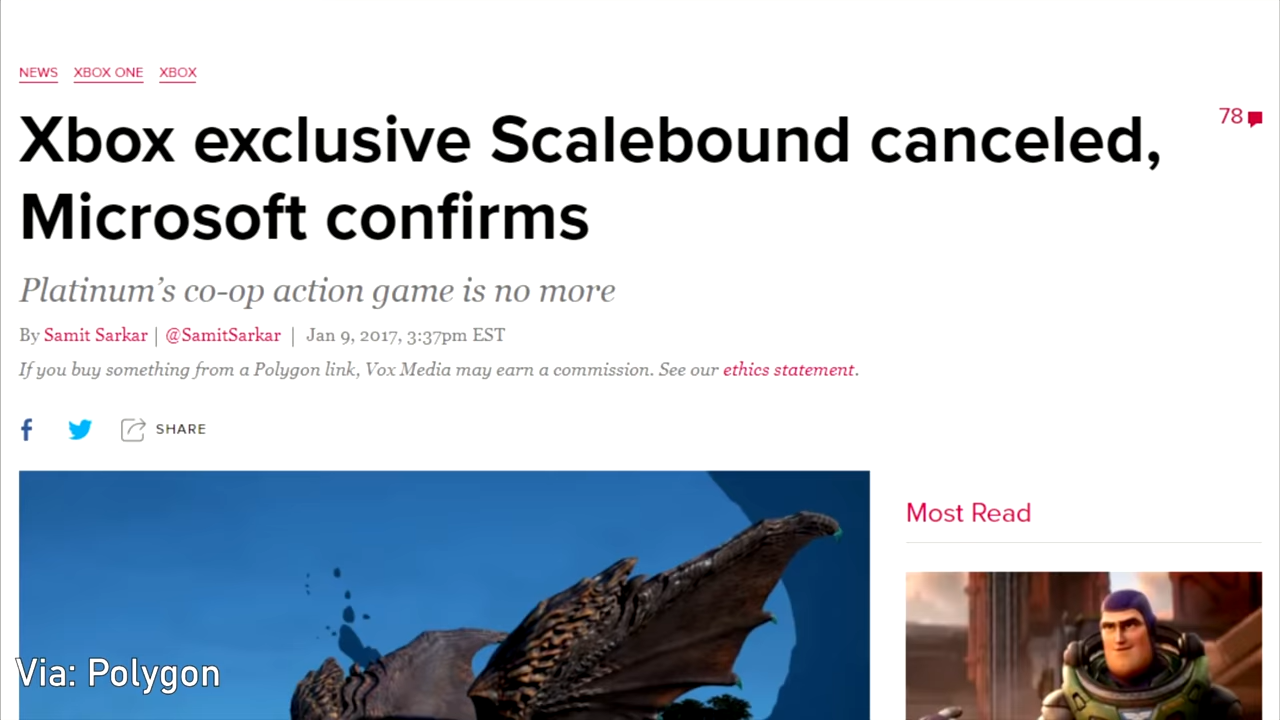 NEWS XBOX ONE XBOX
Xbox exclusive Scalebound canceled,
Microsoft confirms
78
Platinum’s co-op action game is no more
By Samit Sarkar | @SamitSarkar | Jan 9, 2017, 3:37pm EST
If you buy something from a Polygon link, Vox Media may earn a commission. See our ethics statement.
SHARE
Most Read
Via: Polygon